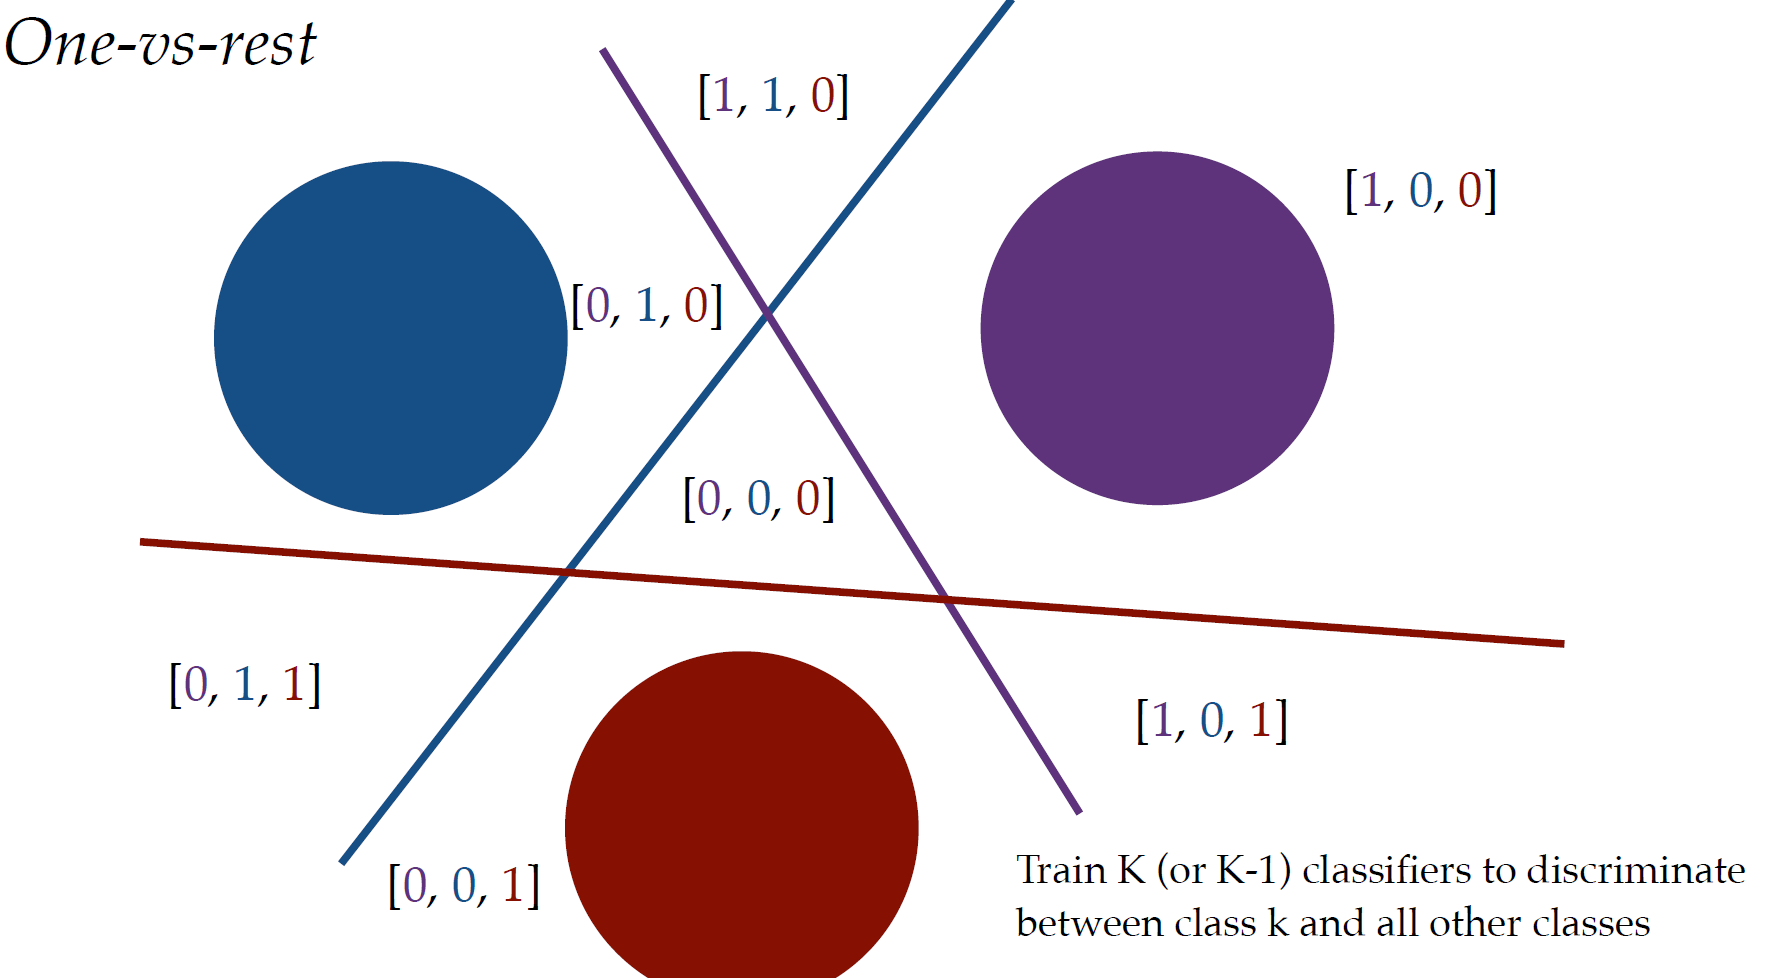 One-vs-rest
[1, 1, 0]
[1, 0, 0]
[0, 1, 0]
[0, 0, 0]
[0, 1, 1]
[1, 0, 1]
[0, 0, 1]
Train K (or K-1) classifiers to discriminate
between class k and all other classes